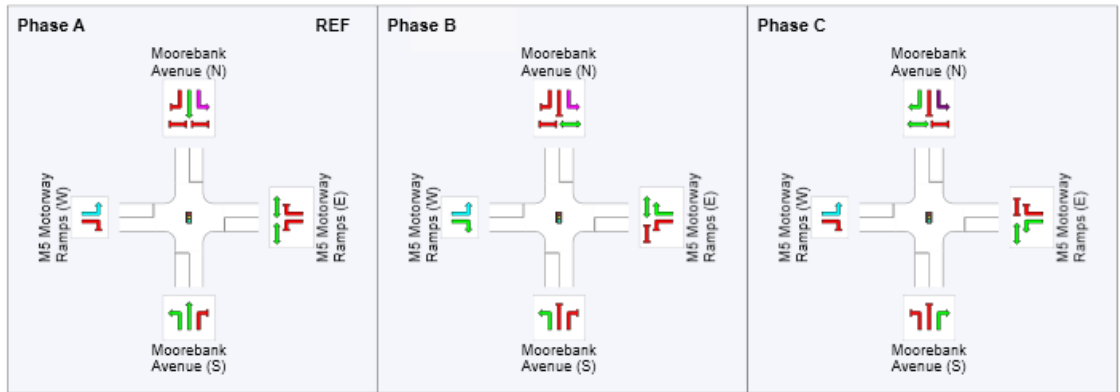 Phase A REF
Moorebank
Avenue (N)
M5 Motorway
Ramps (W)
M5 Motorway
Ramps (E)
Moorebank
Avenue (S)
Phase B
Moorebank
Avenue (N)
M5 Motorway
Ramps (W)
M5 Motorway
Ramps (E)
Moorebank
Avenue (S)
Phase C
Moorebank
Avenue (N)
M5 Motorway
Ramps (W)
M5 Motorway
Ramps (E)
Moorebank
Avenue (S)